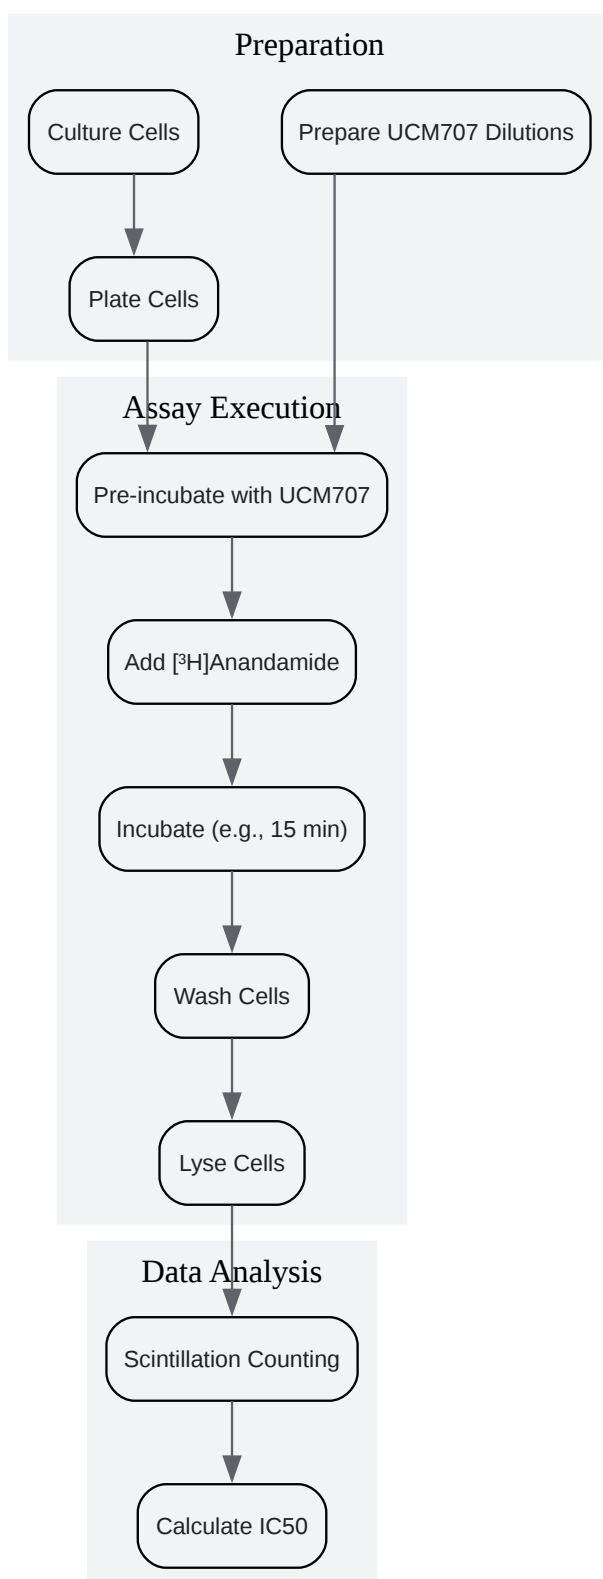 Preparation
Culture Cells
Prepare UCM707 Dilutions
Plate Cells
Assay Execution
Pre-incubate with UCM707
Add [³H]Anandamide
Incubate (e.g., 15 min)
Wash Cells
Lyse Cells
Data Analysis
Scintillation Counting
Calculate IC50